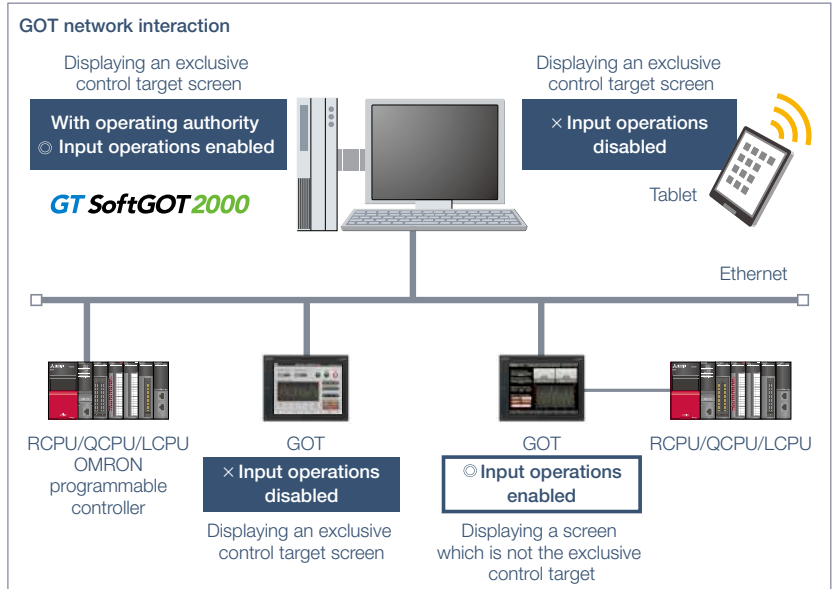 GOT network interaction
Displaying an exclusive
control target screen
With operating authority
◎ Input operations enabled
GT SoftGOT2000
Displaying an exclusive
control target screen
× Input operations
disabled
Tablet
Ethernet
RCPU/QCPU/LCPU
OMRON
programmable
controller
GOT
× Input operations
disabled
Displaying an exclusive
control target screen
GOT
◎ Input operations
enabled
Displaying a screen
which is not the exclusive
control target
RCPU/QCPU/LCPU